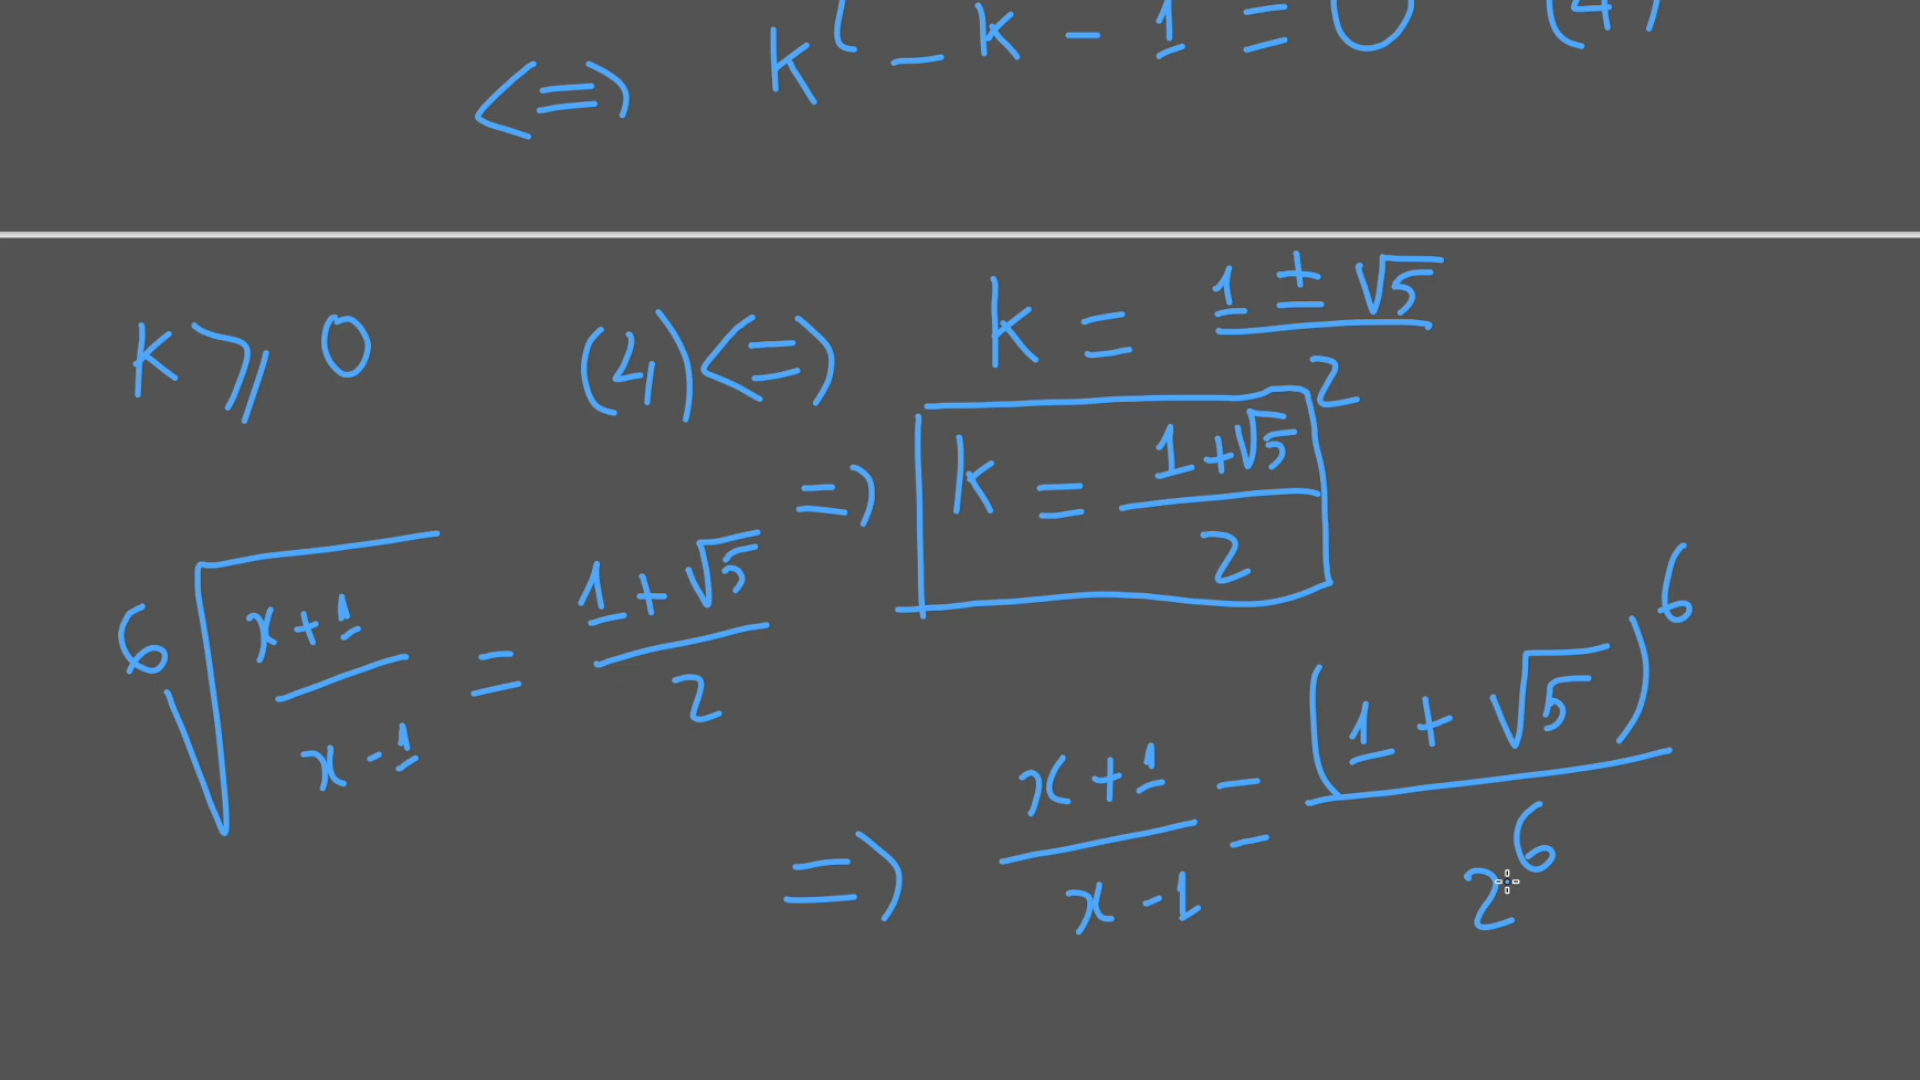 <=> K² - K - 1 = 0 (4)
K ⩾ 0 (4) <=> K = (1 ± √5)/2
=> K = (1+√5)/2
⁶√((x+1)/(x-1)) = (1+√5)/2
=> (x+1)/(x-1) = (1+√5)⁶/2⁶